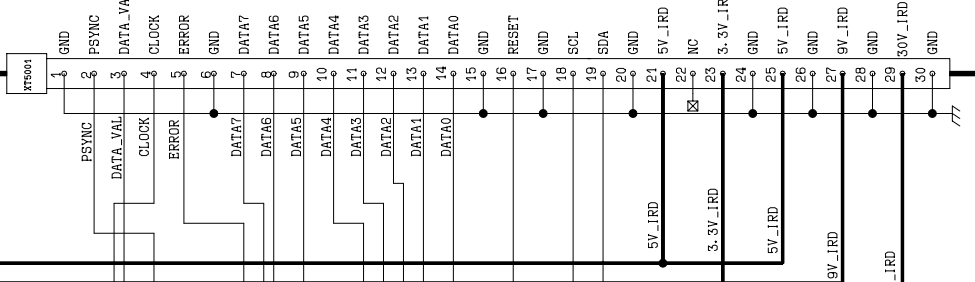 GND
PSYNC
DATA_VA
CLOCK
ERROR
GND
DATA7
DATA6
DATA5
DATA4
DATA3
DATA2
DATA1
DATA0
GND
RESET
GND
SCL
SDA
GND
5V_IRD
NC
3.3V_IR
GND
5V_IRD
GND
9V_IRD
GND
30V_IRD
GND
XT5001
1
2
3
4
5
6
7
8
9
10
11
12
13
14
15
16
17
18
19
20
21
22
23
24
25
26
27
28
29
30
PSYNC
DATA_VAL
CLOCK
ERROR
DATA7
DATA6
DATA5
DATA4
DATA3
DATA2
DATA1
DATA0
5V_IRD
3.3V_IRD
5V_IRD
9V_IRD
_IRD